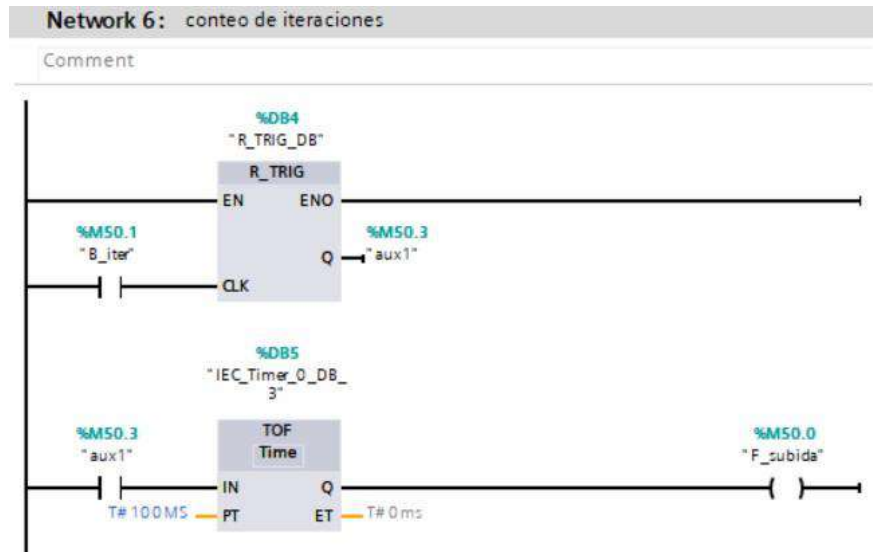 Network 6: conteo de iteraciones
Comment
%DB4
"R_TRIG_DB"
R_TRIG
EN ENO
%M50.1
"B_iter"
%M50.3
Q "aux1"
CLK
%DB5
"IEC_Timer_0_DB_
3"
%M50.3
"aux1"
TOF
Time
%M50.0
"F_subida"
IN Q
T#100MS PT ET T#0ms